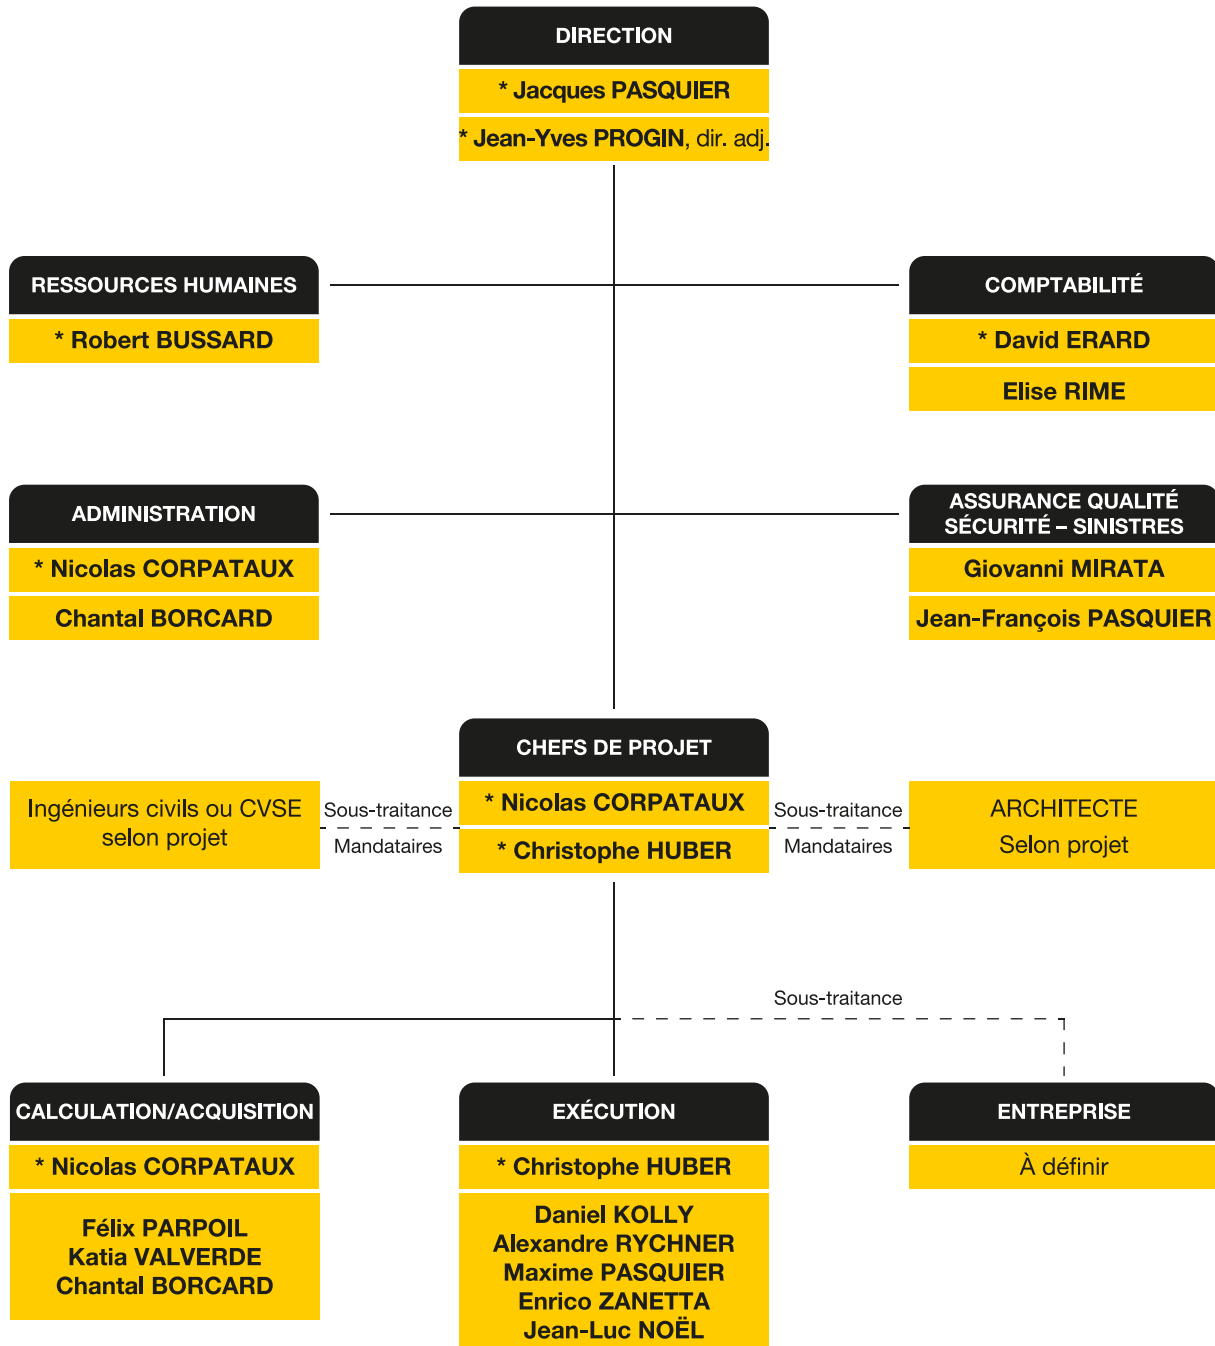 DIRECTION
* Jacques PASQUIER
* Jean-Yves PROGIN, dir. adj.
RESSOURCES HUMAINES
* Robert BUSSARD
COMPTABILITÉ
* David ERARD
Elise RIME
ADMINISTRATION
* Nicolas CORPATAUX
Chantal BORCARD
ASSURANCE QUALITÉ
SÉCURITÉ – SINISTRES
Giovanni MIRATA
Jean-François PASQUIER
CHEFS DE PROJET
* Nicolas CORPATAUX
* Christophe HUBER
Ingénieurs civils ou CVSE
selon projet
Sous-traitance
Mandataires
Sous-traitance
Mandataires
ARCHITECTE
Selon projet
Sous-traitance
CALCULATION/ACQUISITION
* Nicolas CORPATAUX
Félix PARPOIL
Katia VALVERDE
Chantal BORCARD
EXÉCUTION
* Christophe HUBER
Daniel KOLLY
Alexandre RYCHNER
Maxime PASQUIER
Enrico ZANETTA
Jean-Luc NOËL
ENTREPRISE
À définir